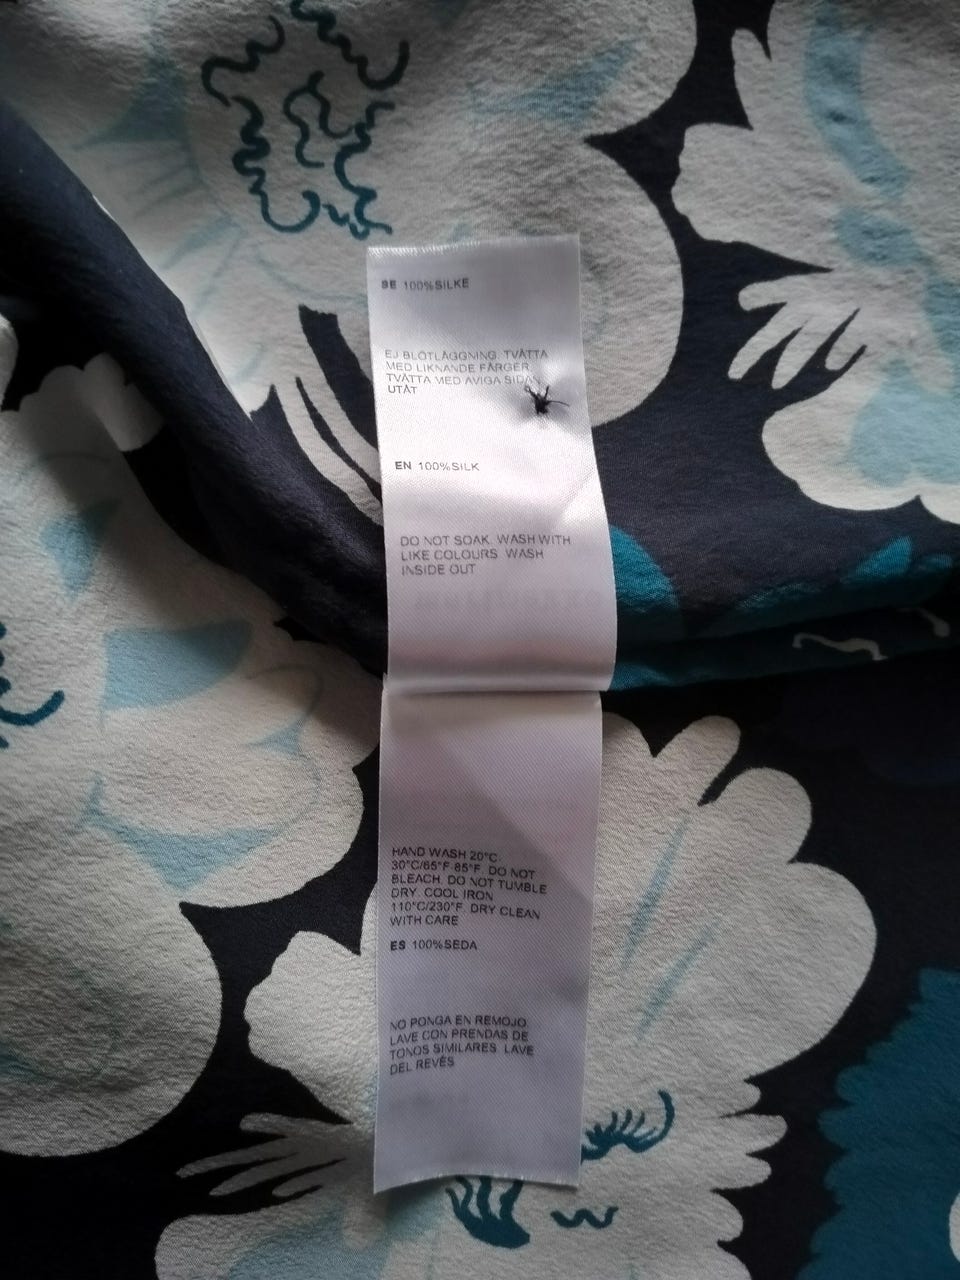 SE 100%SILKE
EJ BLÖTLÄGGNING. TVÄTTA
MED LIKNANDE FÄRGER.
TVÄTTA MED AVIGA SIDAN
UTÅT
EN 100%SILK
DO NOT SOAK. WASH WITH
LIKE COLOURS. WASH
INSIDE OUT
HAND WASH 20°C-
30°C/65°F-85°F. DO NOT
BLEACH. DO NOT TUMBLE
DRY. COOL IRON
110°C/230°F. DRY CLEAN
WITH CARE
ES 100%SEDA
NO PONGA EN REMOJO.
LAVE CON PRENDAS DE
TONOS SIMILARES. LAVE
DEL REVÉS